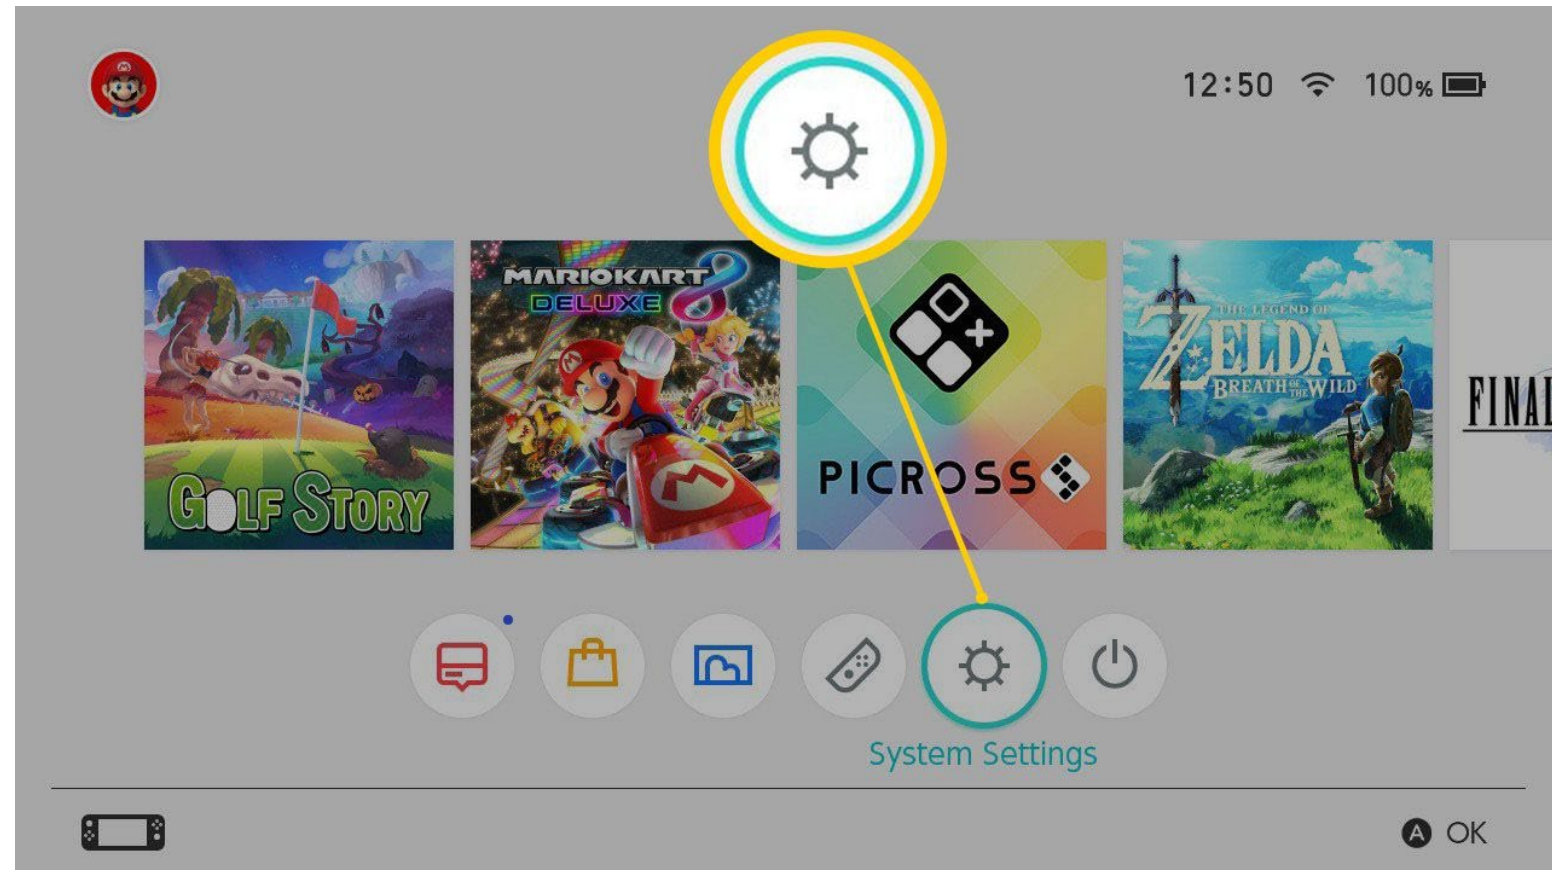 12:50 100%
GOLF STORY
MARIOKART 8
DELUXE
PICROSS S
THE LEGEND OF
ZELDA
BREATH OF THE WILD
FINAL
System Settings
A OK